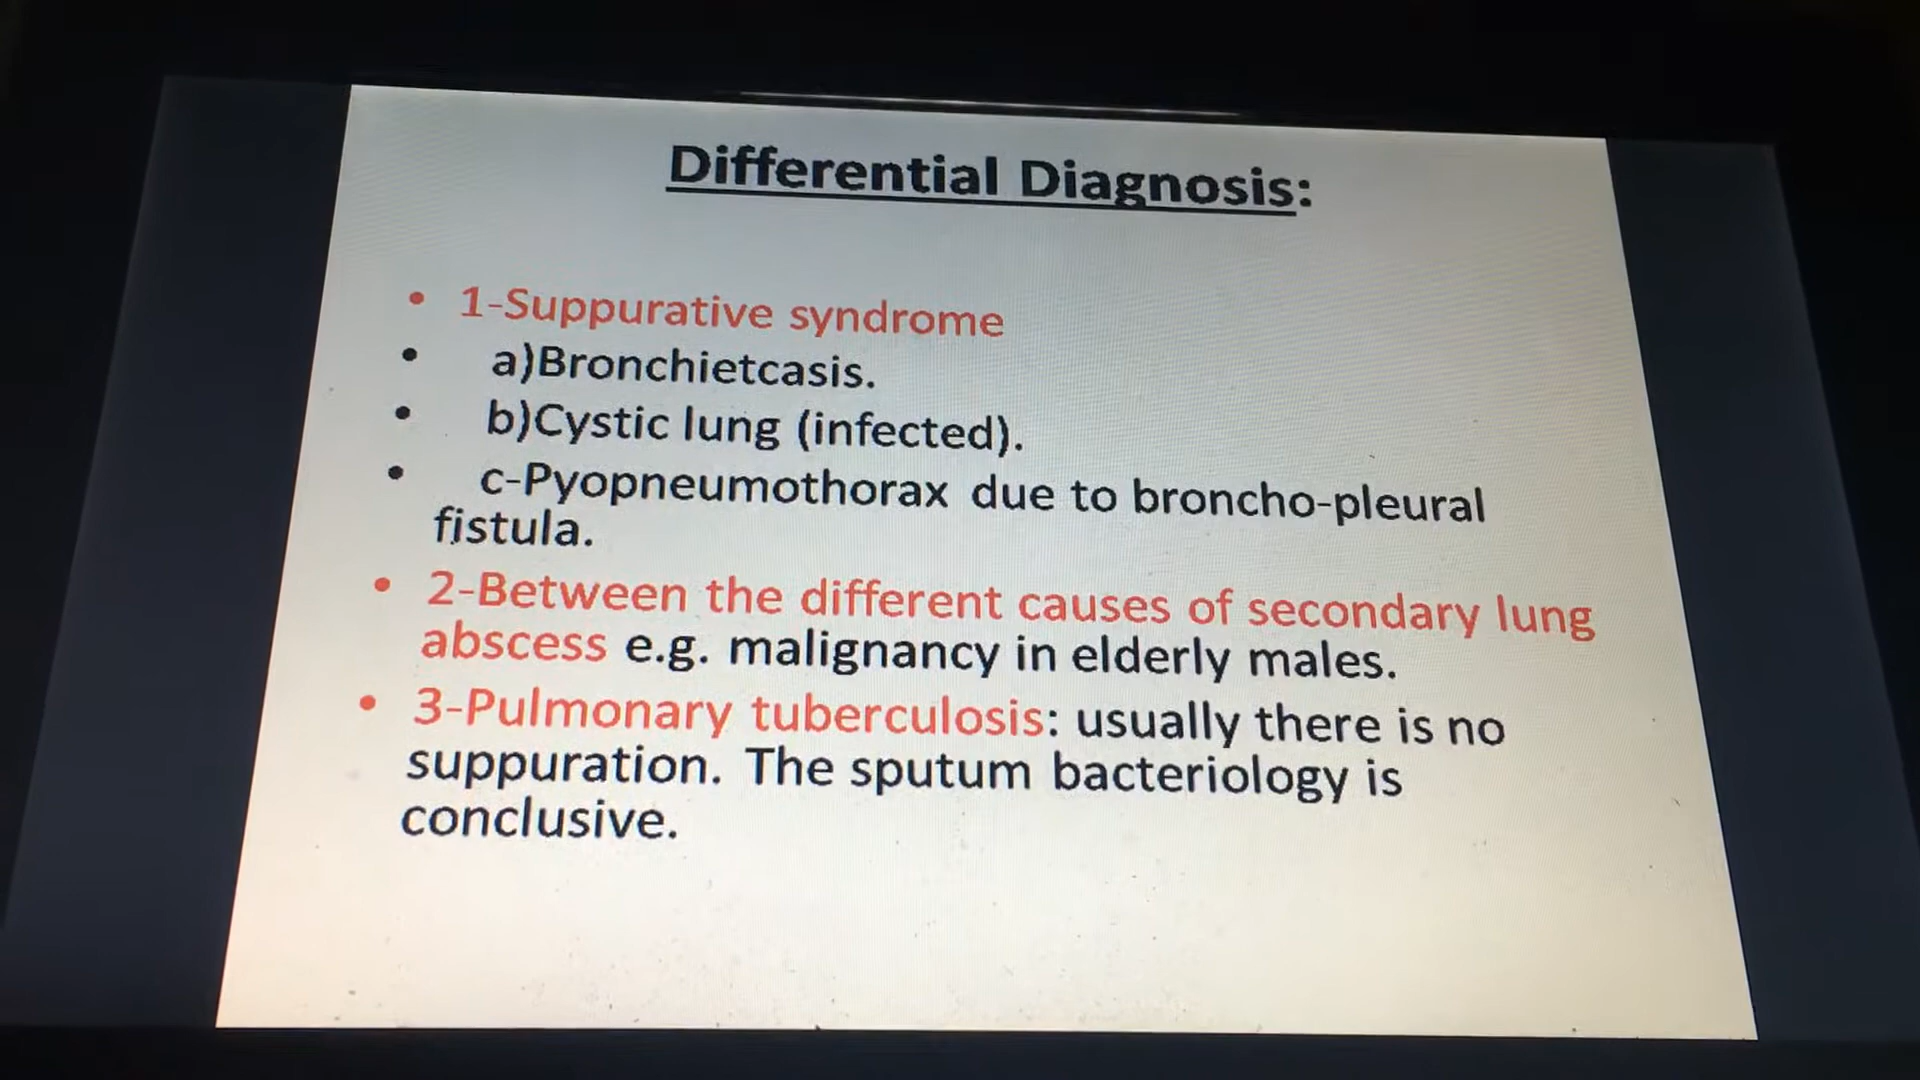 Differential Diagnosis:
• 1-Suppurative syndrome
• a)Bronchietcasis.
• b)Cystic lung (infected).
• c-Pyopneumothorax due to broncho-pleural
fistula.
• 2-Between the different causes of secondary lung
abscess e.g. malignancy in elderly males.
• 3-Pulmonary tuberculosis: usually there is no
suppuration. The sputum bacteriology is
conclusive.